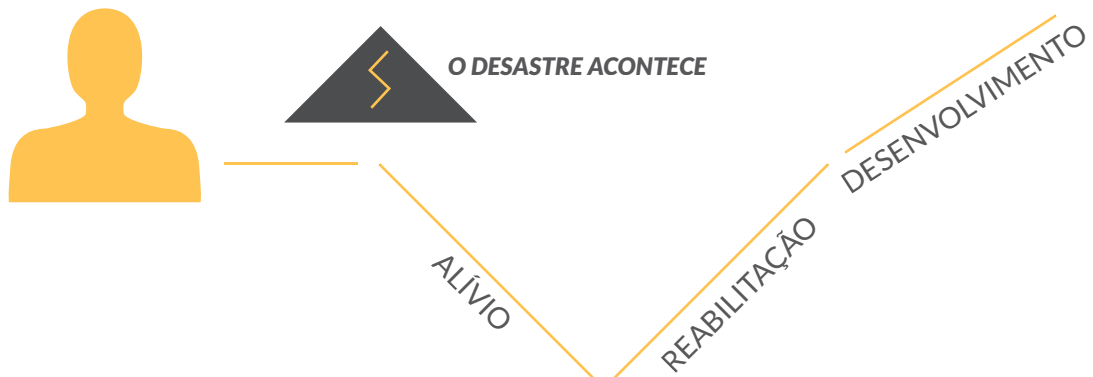 O DESASTRE ACONTECE
ALÍVIO
REABILITAÇÃO
DESENVOLVIMENTO